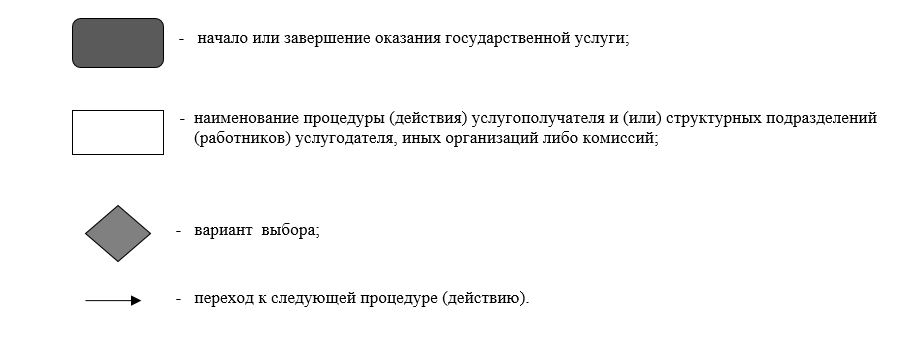 - начало или завершение оказания государственной услуги;
- наименование процедуры (действия) услугополучателя и (или) структурных подразделений
(работников) услугодателя, иных организаций либо комиссий;
- вариант выбора;
- переход к следующей процедуре (действию).